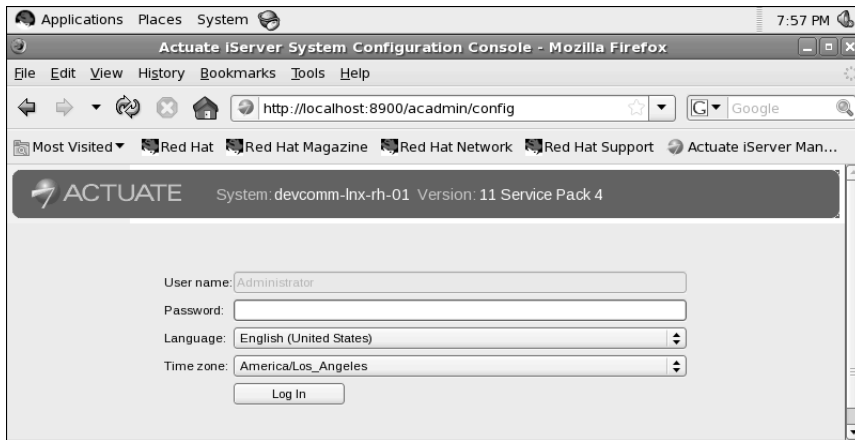 Applications Places System 7:57 PM
Actuate iServer System Configuration Console - Mozilla Firefox
File Edit View History Bookmarks Tools Help
http://localhost:8900/acadmin/config G Google
Most Visited Red Hat Red Hat Magazine Red Hat Network Red Hat Support Actuate iServer Man...
ACTUATE System: devcomm-lnx-rh-01 Version: 11 Service Pack 4
User name: Administrator
Password:
Language: English (United States)
Time zone: America/Los_Angeles
Log In